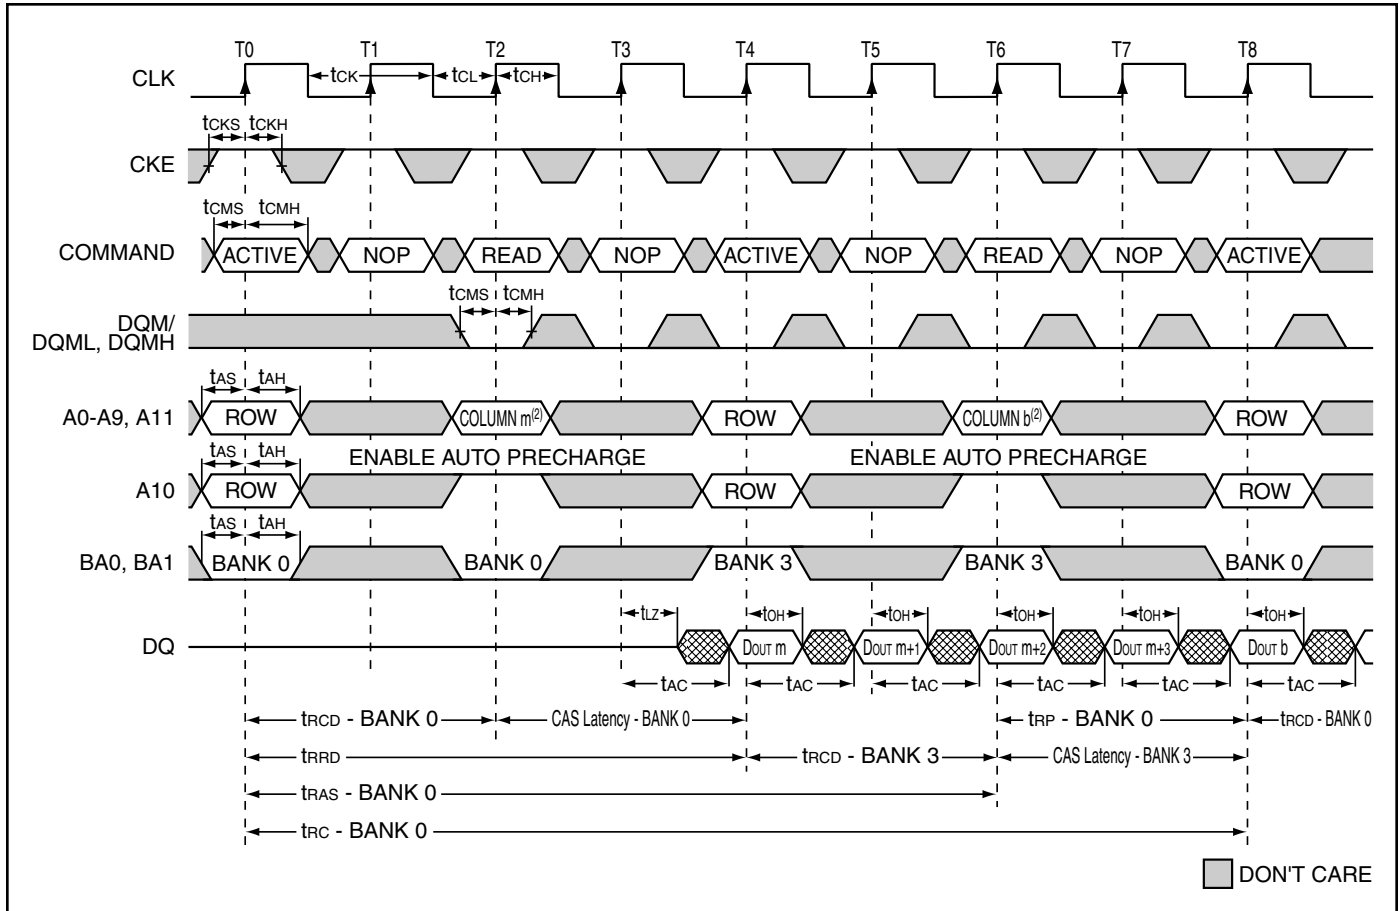 T0 T1 T2 T3 T4 T5 T6 T7 T8
CLK tCK tCL tCH
tCKS tCKH
CKE
tCMS tCMH
COMMAND ACTIVE NOP READ NOP ACTIVE NOP READ NOP ACTIVE
tCMS tCMH
DQM/
DQML, DQMH
tAS tAH
A0-A9, A11 ROW COLUMN m(2) ROW COLUMN b(2) ROW
tAS tAH ENABLE AUTO PRECHARGE ENABLE AUTO PRECHARGE
A10 ROW ROW ROW
tAS tAH
BA0, BA1 BANK 0 BANK 0 BANK 3 BANK 3 BANK 0
tLZ tOH tOH tOH tOH tOH
DQ DOUT m DOUT m+1 DOUT m+2 DOUT m+3 DOUT b
tAC tAC tAC tAC tAC tAC
tRCD - BANK 0 CAS Latency - BANK 0 tRP - BANK 0 tRCD - BANK 0
tRRD tRCD - BANK 3 CAS Latency - BANK 3
tRAS - BANK 0
tRC - BANK 0
DON'T CARE